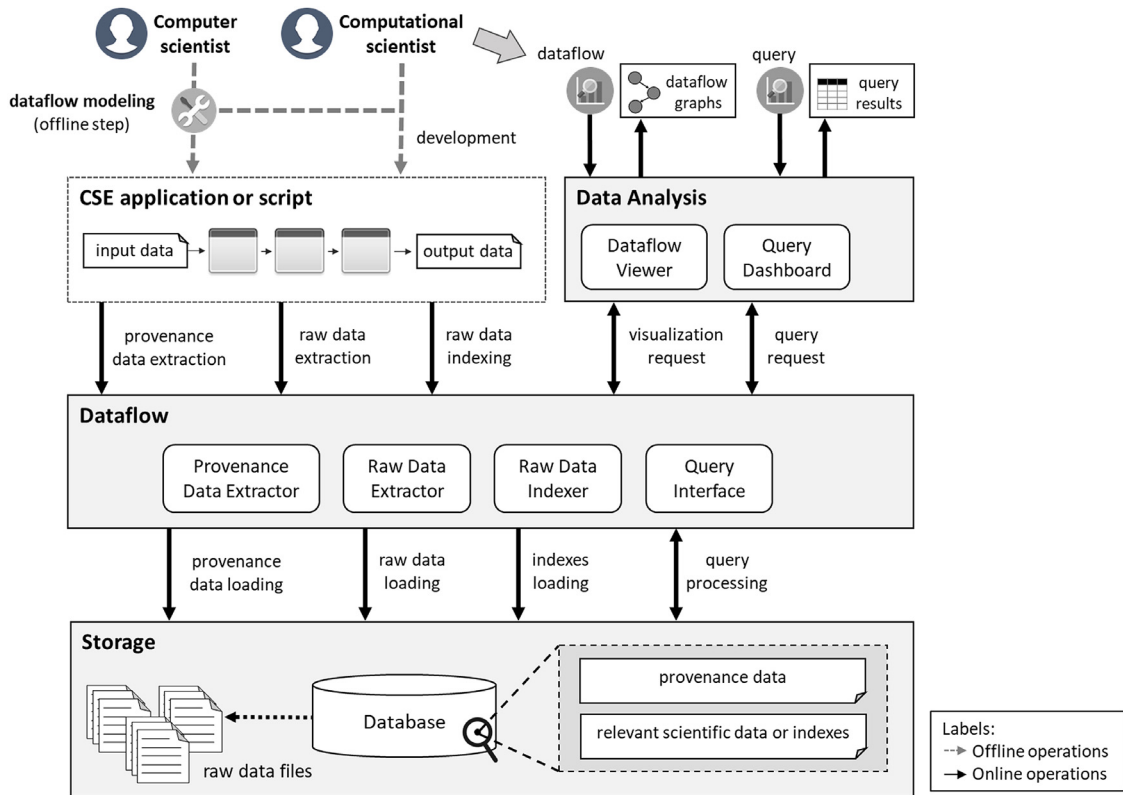 Computer
scientist
Computational
scientist
dataflow
query
dataflow
graphs
query
results
dataflow modeling
(offline step)
development
CSE application or script
input data
output data
Data Analysis
Dataflow
Viewer
Query
Dashboard
provenance
data extraction
raw data
extraction
raw data
indexing
visualization
request
query
request
Dataflow
Provenance
Data Extractor
Raw Data
Extractor
Raw Data
Indexer
Query
Interface
provenance
data loading
raw data
loading
indexes
loading
query
processing
Storage
raw data files
Database
provenance data
relevant scientific data or indexes
Labels:
Offline operations
Online operations